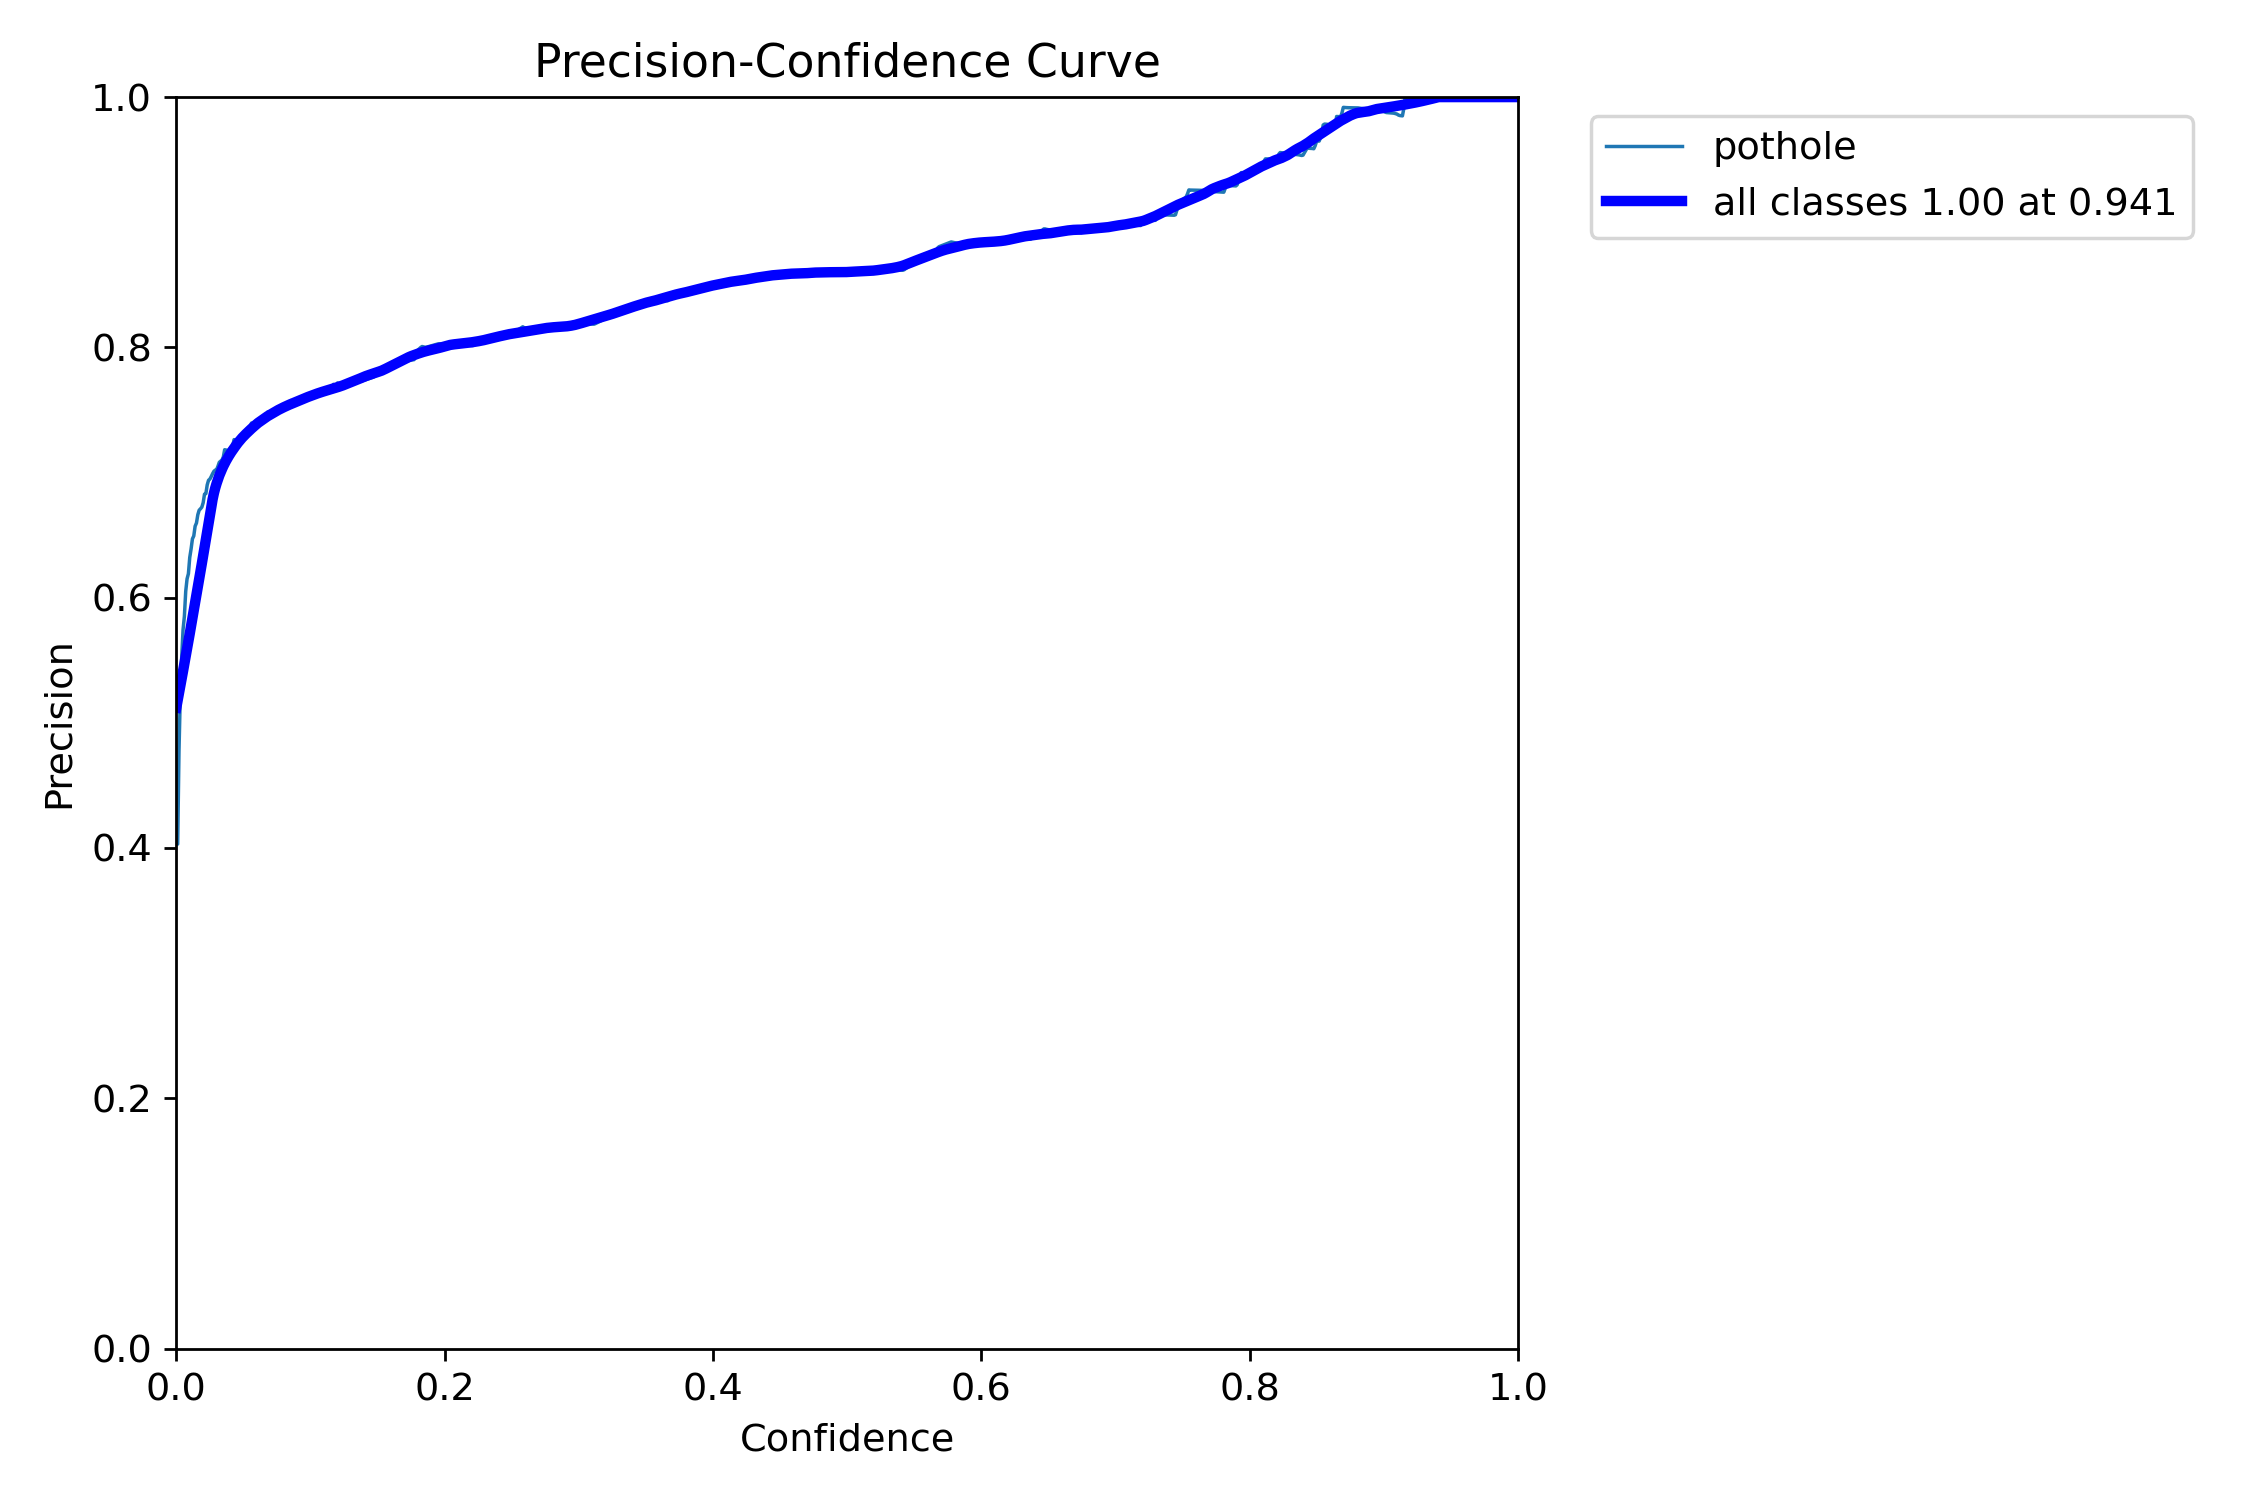 Precision-Confidence Curve
pothole
all classes 1.00 at 0.941
1.0
0.8
0.6
0.4
0.2
0.0
Precision
0.0 0.2 0.4 0.6 0.8 1.0
Confidence